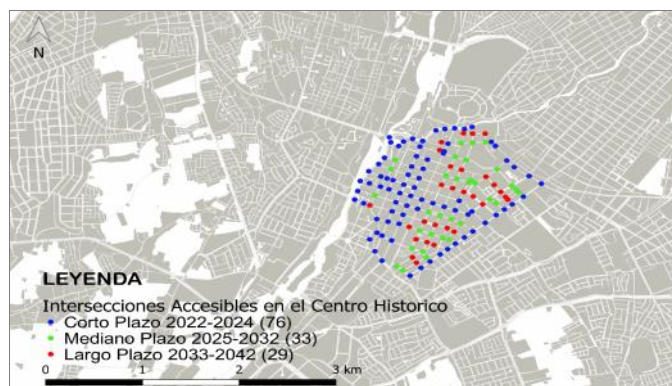 N
LEYENDA
Intersecciones Accesibles en el Centro Historico
Corto Plazo 2022-2024 (76)
Mediano Plazo 2025-2032 (33)
Largo Plazo 2033-2042 (29)
0 1 2 3 km